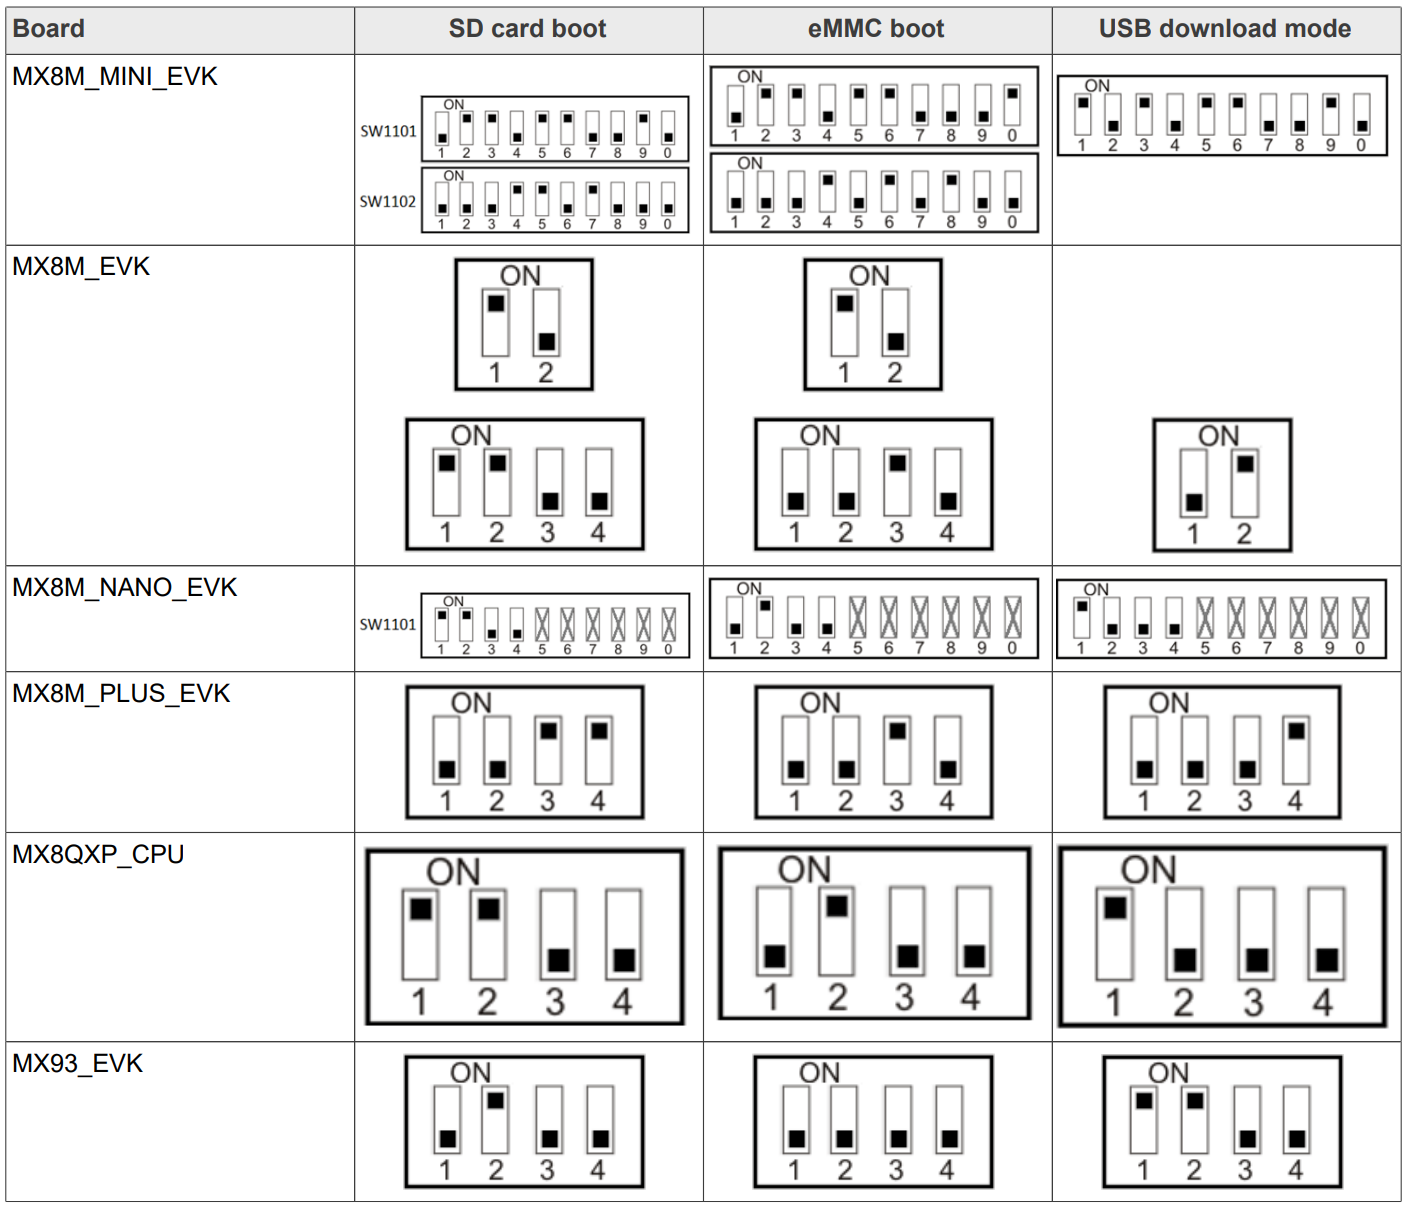 Board SD card boot eMMC boot USB download mode
MX8M_MINI_EVK
SW1101
ON
1 2 3 4 5 6 7 8 9 0
SW1102
ON
1 2 3 4 5 6 7 8 9 0
ON
1 2 3 4 5 6 7 8 9 0
ON
1 2 3 4 5 6 7 8 9 0
ON
1 2 3 4 5 6 7 8 9 0
MX8M_EVK
ON
1 2
ON
1 2 3 4
ON
1 2
ON
1 2 3 4
ON
1 2
MX8M_NANO_EVK
SW1101
ON
1 2 3 4 5 6 7 8 9 0
ON
1 2 3 4 5 6 7 8 9 0
ON
1 2 3 4 5 6 7 8 9 0
MX8M_PLUS_EVK
ON
1 2 3 4
ON
1 2 3 4
ON
1 2 3 4
MX8QXP_CPU
ON
1 2 3 4
ON
1 2 3 4
ON
1 2 3 4
MX93_EVK
ON
1 2 3 4
ON
1 2 3 4
ON
1 2 3 4